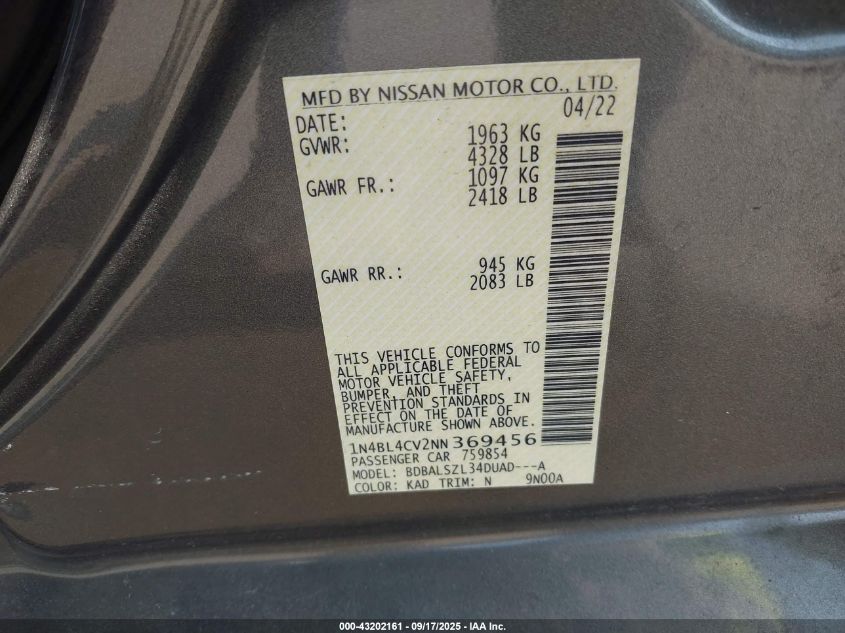 MFD BY NISSAN MOTOR CO., LTD.
DATE: 04/22
GVWR: 1963 KG
4328 LB
GAWR FR.: 1097 KG
2418 LB
GAWR RR.: 945 KG
2083 LB
THIS VEHICLE CONFORMS TO
ALL APPLICABLE FEDERAL
MOTOR VEHICLE SAFETY,
BUMPER, AND THEFT
PREVENTION STANDARDS IN
EFFECT ON THE DATE OF
MANUFACTURE SHOWN ABOVE.
1N4BL4CV2NN369456
PASSENGER CAR 759854
MODEL: BDBALSZL34DUAD---A
COLOR: KAD TRIM: N 9N00A
000-43202161 - 09/17/2025 - IAA Inc.